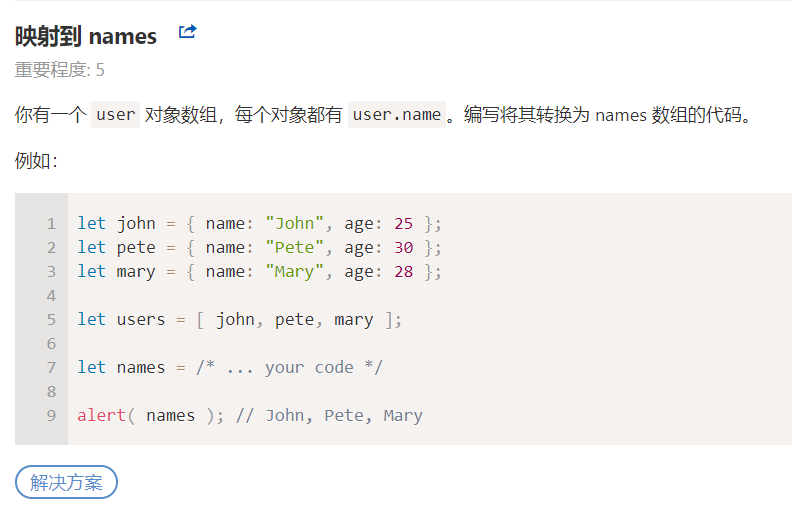 映射到 names
重要程度: 5
你有一个 user 对象数组，每个对象都有 user.name。编写将其转换为 names 数组的代码。
例如：
1 let john = { name: "John", age: 25 };
2 let pete = { name: "Pete", age: 30 };
3 let mary = { name: "Mary", age: 28 };
4
5 let users = [ john, pete, mary ];
6
7 let names = /* ... your code */
8
9 alert( names ); // John, Pete, Mary
解决方案